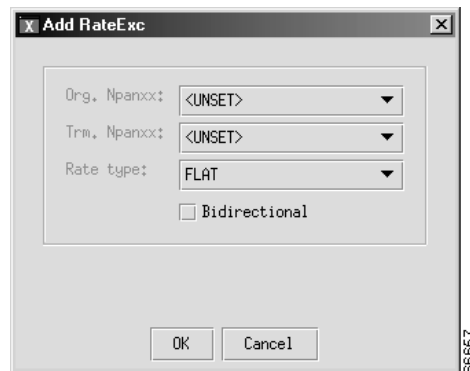 X Add RateExc X
Org. Npanxx: <UNSET>
Trm. Npanxx: <UNSET>
Rate type: FLAT
Bidirectional
OK Cancel